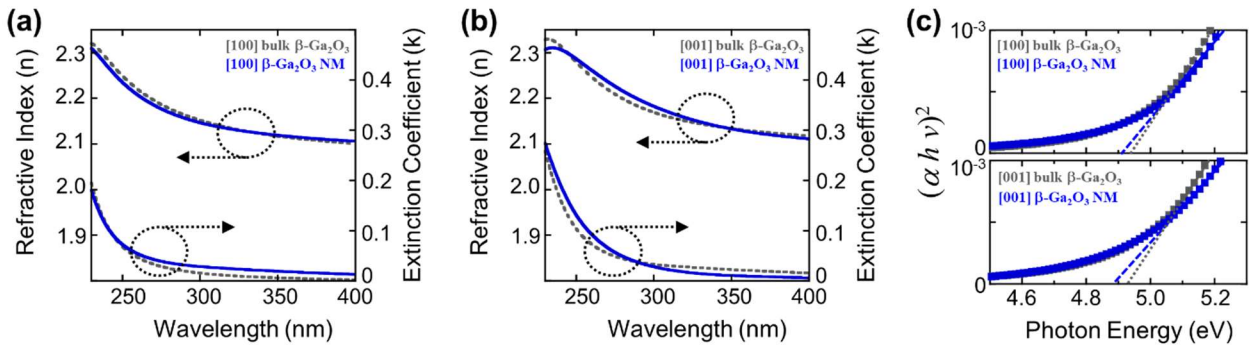 (a)
[100] bulk β-Ga₂O₃
[100] β-Ga₂O₃ NM
Refractive Index (n)
2.3
2.2
2.1
2.0
1.9
Extinction Coefficient (k)
0.4
0.3
0.2
0.1
0
250
300
350
400
Wavelength (nm)
(b)
[001] bulk β-Ga₂O₃
[001] β-Ga₂O₃ NM
Refractive Index (n)
2.3
2.2
2.1
2.0
1.9
Extinction Coefficient (k)
0.4
0.3
0.2
0.1
0
250
300
350
400
Wavelength (nm)
(c)
(α h ν)²
10⁻³
[100] bulk β-Ga₂O₃
[100] β-Ga₂O₃ NM
0
10⁻³
[001] bulk β-Ga₂O₃
[001] β-Ga₂O₃ NM
0
4.6
4.8
5.0
5.2
Photon Energy (eV)